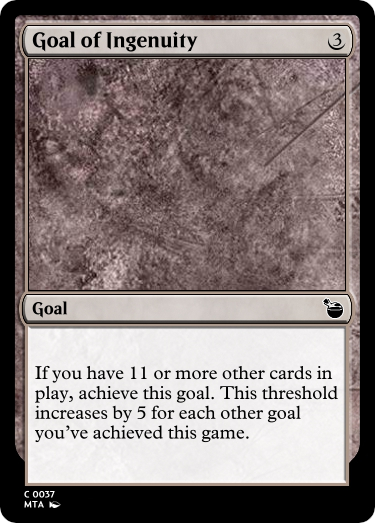 Goal of Ingenuity 3
Goal
If you have 11 or more other cards in
play, achieve this goal. This threshold
increases by 5 for each other goal
you've achieved this game.
C 0037
MTA